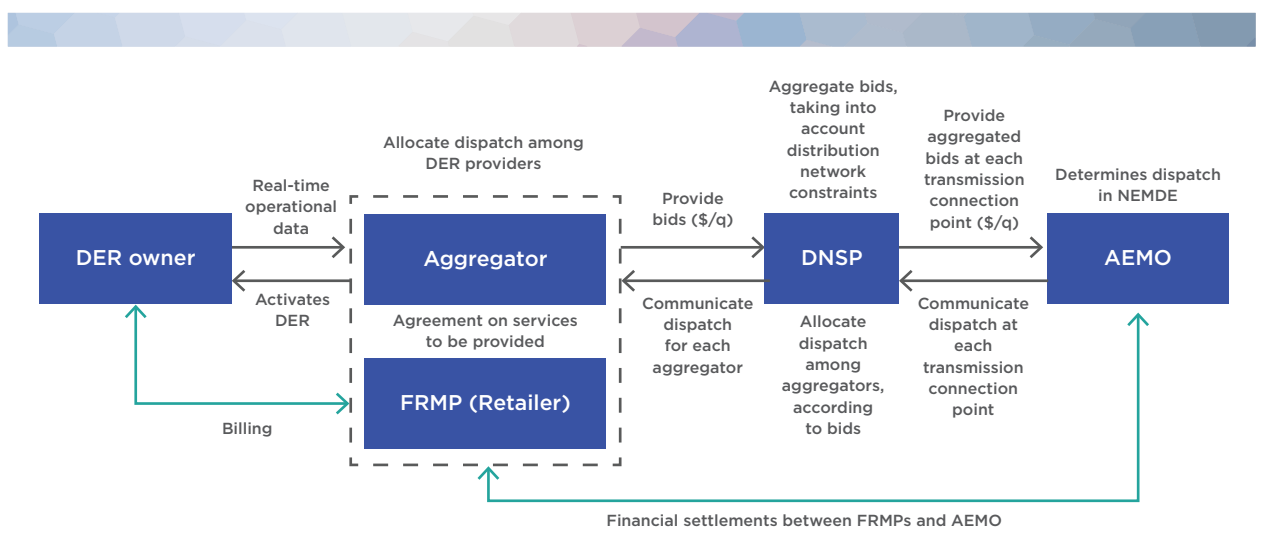 Allocate dispatch among
DER providers
Aggregate bids,
taking into
account
distribution
network
constraints
Provide
aggregated
bids at each
transmission
connection
point ($/q)
Determines dispatch
in NEMDE
Real-time
operational
data
Provide
bids ($/q)
DER owner
Aggregator
DNSP
AEMO
Activates
DER
Agreement on services
to be provided
Communicate
dispatch
for each
aggregator
Allocate
dispatch
among
aggregators,
according
to bids
Communicate
dispatch at
each
transmission
connection
point
FRMP (Retailer)
Billing
Financial settlements between FRMPs and AEMO